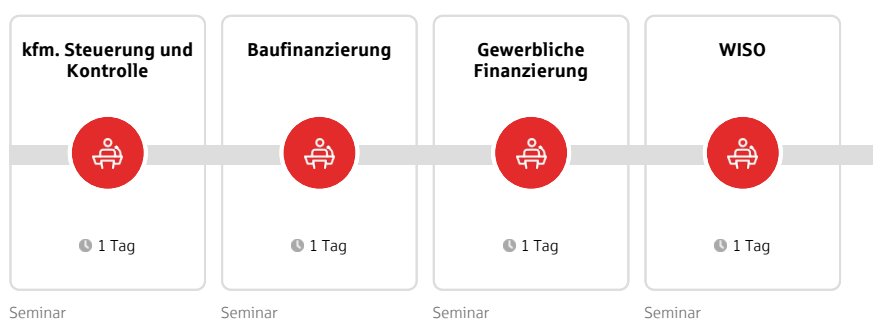 kfm. Steuerung und
Kontrolle
Baufinanzierung
Gewerbliche
Finanzierung
WISO
1 Tag
1 Tag
1 Tag
1 Tag
Seminar
Seminar
Seminar
Seminar